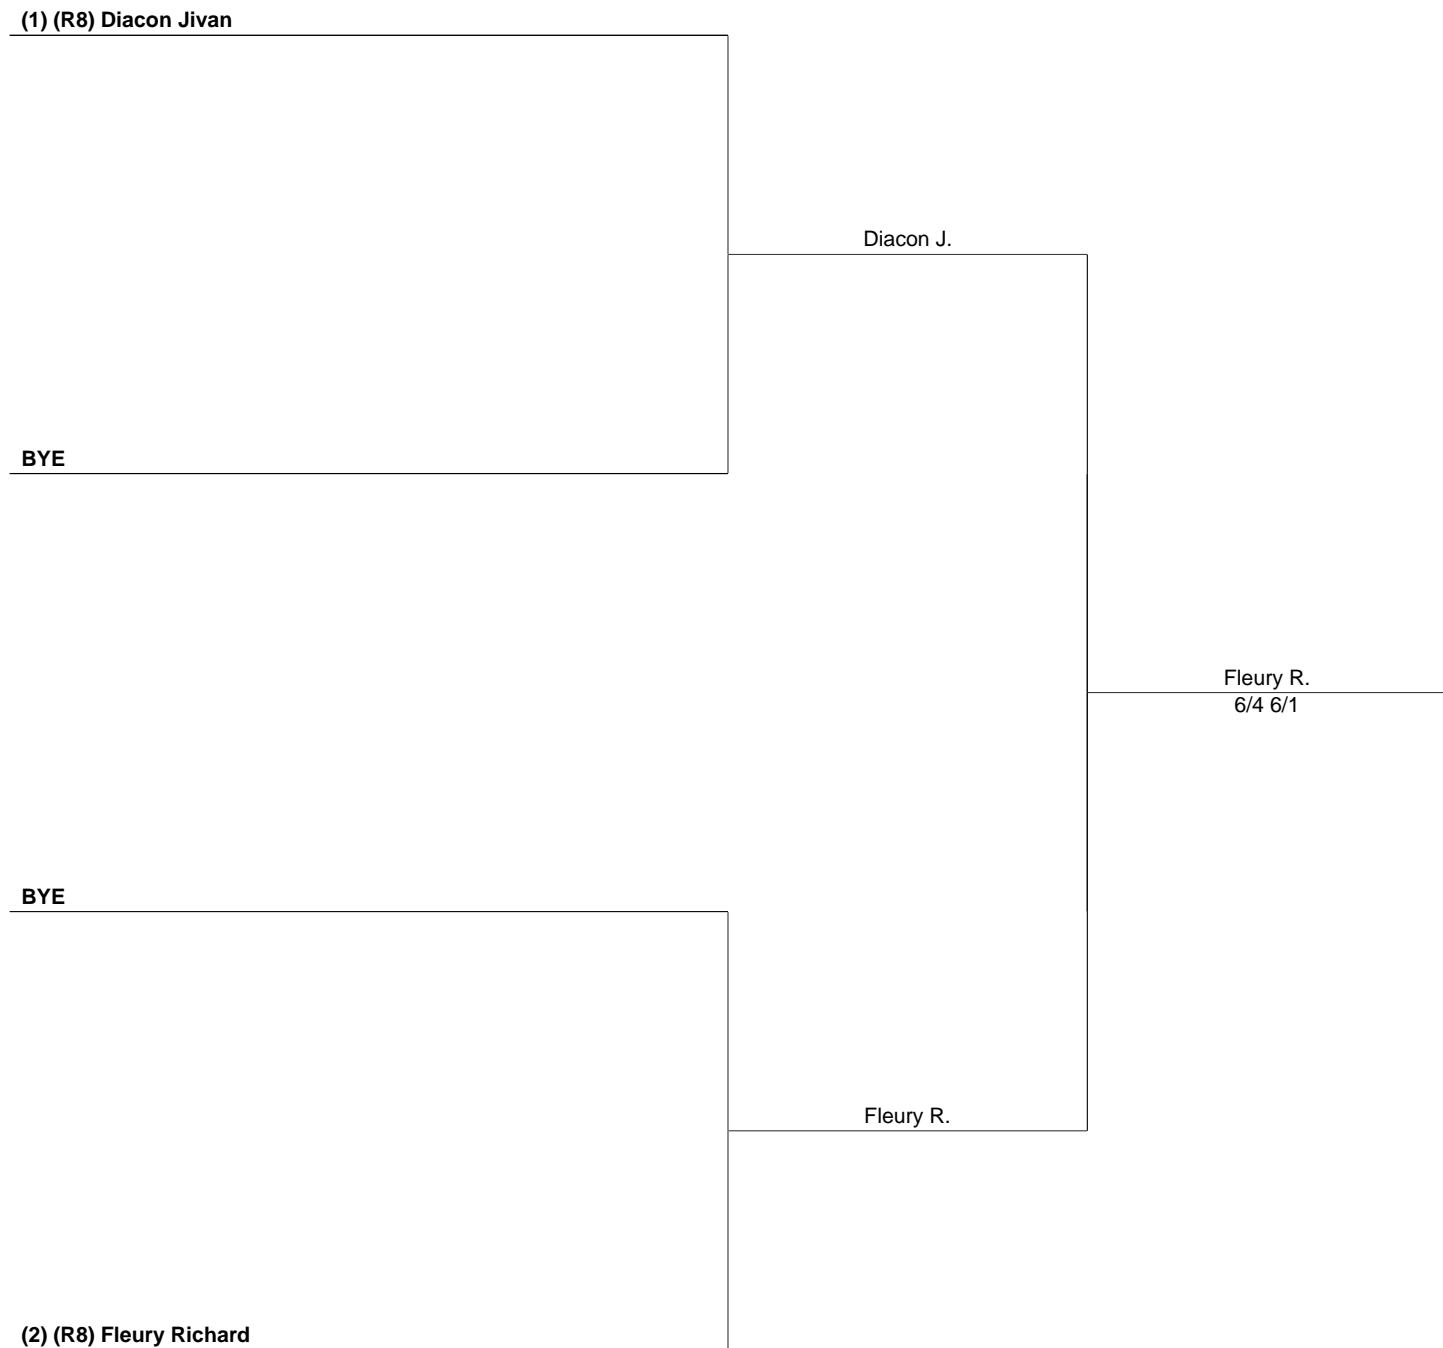 (1) (R8) Diacon Jivan
Diacon J.
BYE
Fleury R.
6/4 6/1
BYE
Fleury R.
(2) (R8) Fleury Richard